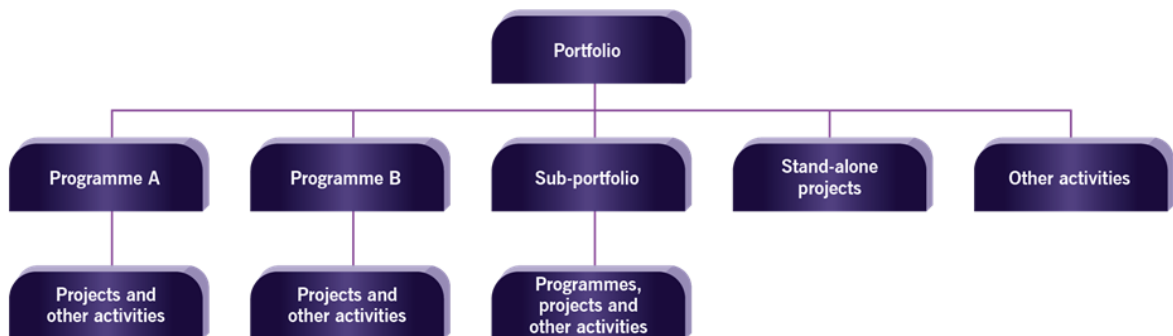 Portfolio
Programme A
Programme B
Sub-portfolio
Stand-alone
projects
Other activities
Projects and
other activities
Projects and
other activities
Programmes,
projects and
other activities